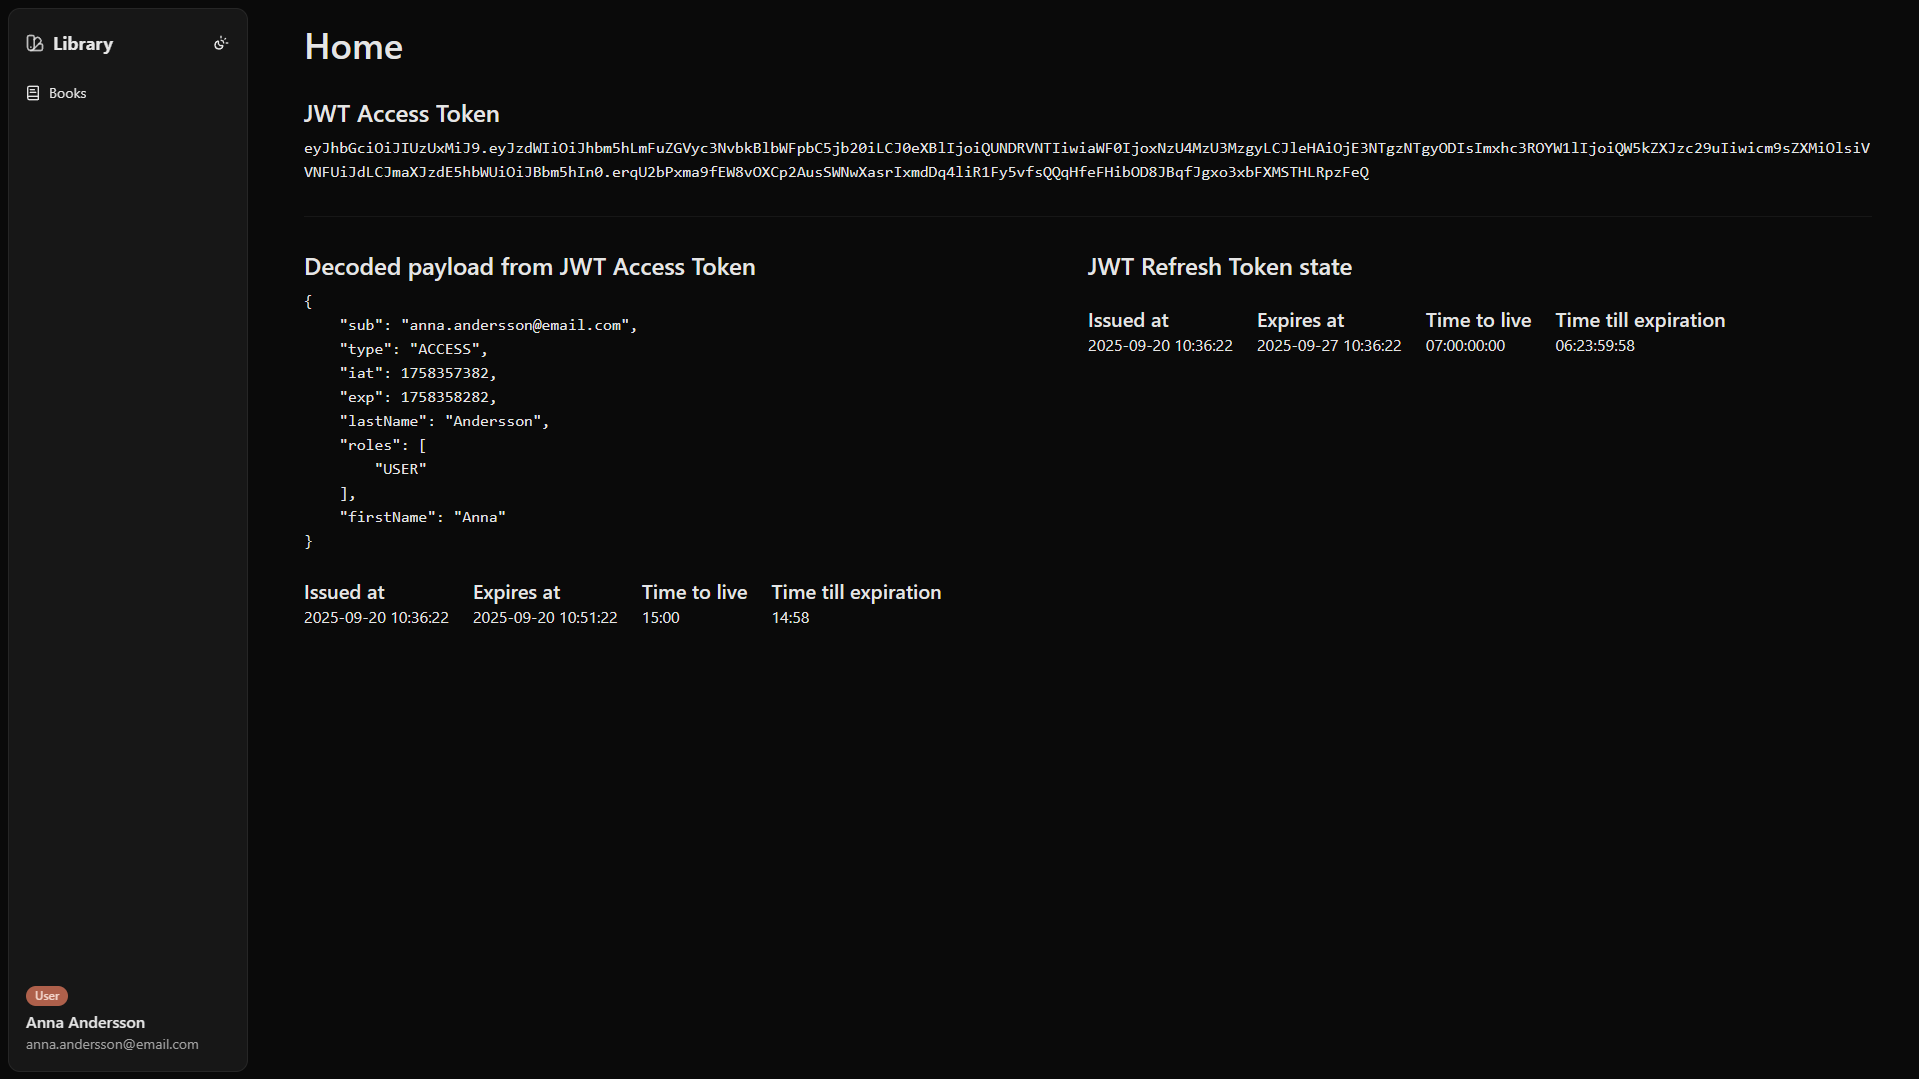 Library
Books
Home
JWT Access Token
eyJhbGciOiJIUzUxMiJ9.eyJzdWIiOiJhbm5hLmFuZGVyc3NvbkBlbWFpbC5jb20iLCJ0eXBlIjoiQUNDRVNTIiwiaWF0IjoxNzU4MzU3MzgyLCJleHAiOjE3NTgzNTgyODIsImxhc3ROYW1lIjoiQW5kZXJzc29uIiwicm9sZXMiOlsiV
VNFUiJdLCJmaXJzdE5hbWUiOiJBbm5hIn0.erqU2bPxma9fEW8vOXCp2AusSWNwXasrIxmdDq4liR1Fy5vfsQQqHfeFHibOD8JBqfJgxo3xbFXMSTHLRpzFeQ
Decoded payload from JWT Access Token
{
    "sub": "anna.andersson@email.com",
    "type": "ACCESS",
    "iat": 1758357382,
    "exp": 1758358282,
    "lastName": "Andersson",
    "roles": [
        "USER"
    ],
    "firstName": "Anna"
}
Issued at Expires at Time to live Time till expiration
2025-09-20 10:36:22 2025-09-20 10:51:22 15:00 14:58
JWT Refresh Token state
Issued at Expires at Time to live Time till expiration
2025-09-20 10:36:22 2025-09-27 10:36:22 07:00:00:00 06:23:59:58
User
Anna Andersson
anna.andersson@email.com